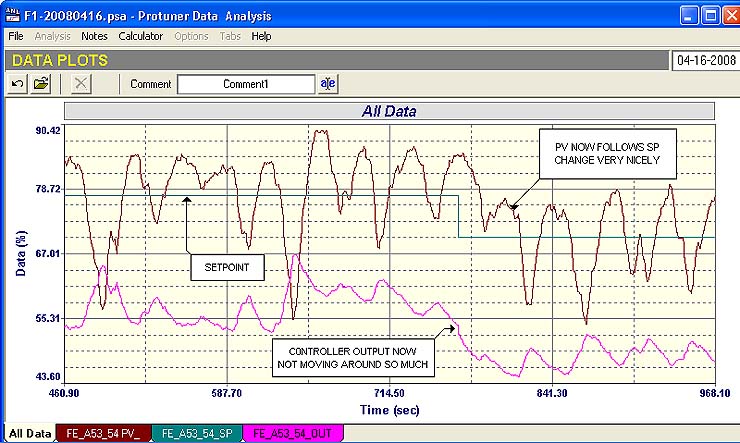 F1-20080416.psa - Protuner Data Analysis
File Analysis Notes Calculator Options Tabs Help
DATA PLOTS
04-16-2008
Comment Comment1 a|e
All Data
90.42
78.72
67.01
55.31
43.60
Data (%)
PV NOW FOLLOWS SP
CHANGE VERY NICELY
SETPOINT
CONTROLLER OUTPUT NOW
NOT MOVING AROUND SO MUCH
460.90 587.70 714.50 841.30 968.10
Time (sec)
All Data FE_A53_54 PV_ FE_A53_54_SP FE_A53_54_OUT